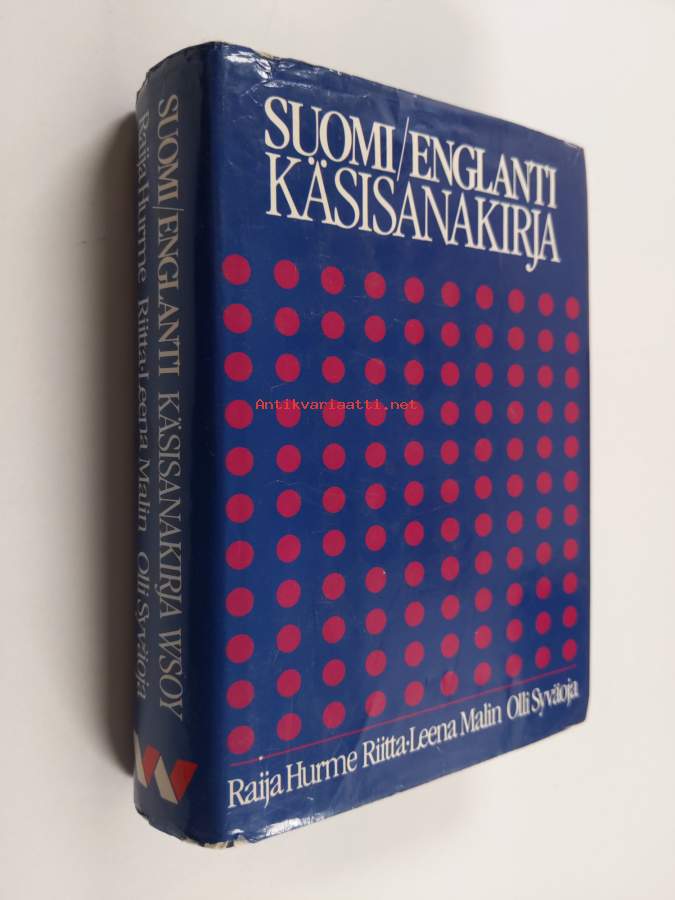 SUOMI/ENGLANTI
KÄSISANAKIRJA
Antikvariaatti.net
Raija Hurme Riitta-Leena Malin Olli Syväoja
SUOMI/ENGLANTI KÄSISANAKIRJA WSOY
Raija Hurme Riitta-Leena Malin Olli Syväoja